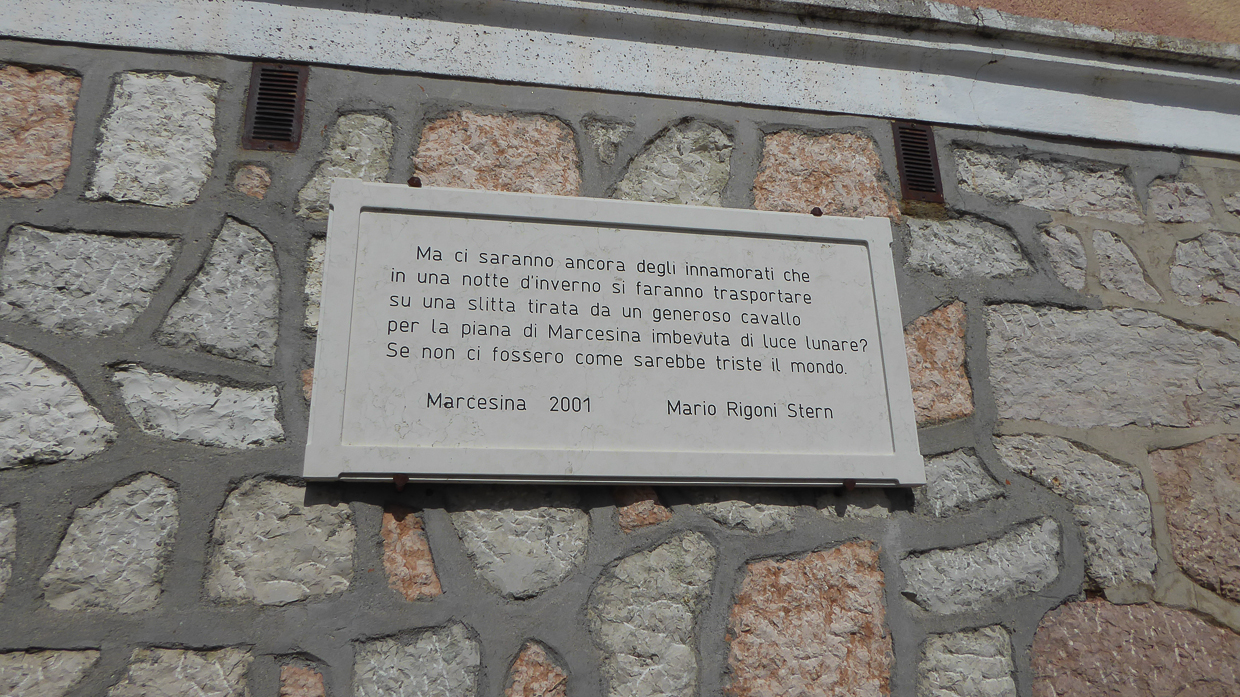 Ma ci saranno ancora degli innamorati che
in una notte d'inverno si faranno trasportare
su una slitta tirata da un generoso cavallo
per la piana di Marcesina imbevuta di luce lunare?
Se non ci fossero come sarebbe triste il mondo.
Marcesina 2001 Mario Rigoni Stern